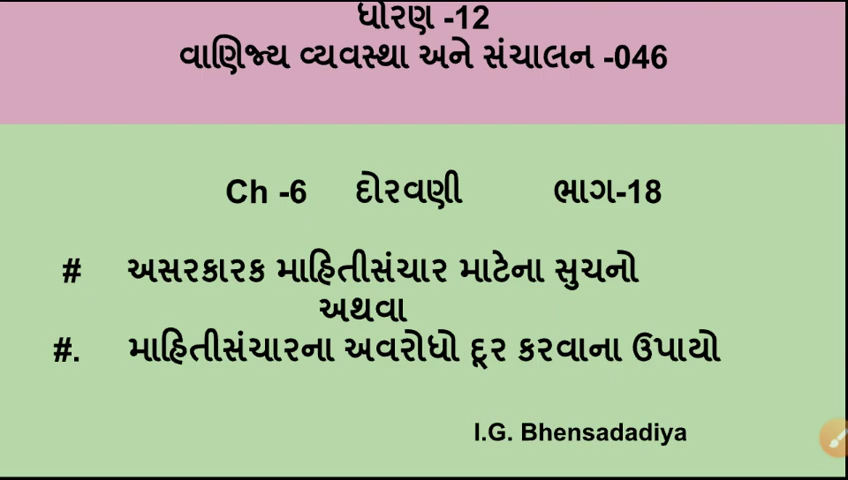 ધોરણ -12
વાણિજ્ય વ્યવસ્થા અને સંચાલન -046
Ch -6 દોરવણી ભાગ-18
# અસરકારક માહિતીસંચાર માટેના સુચનો
અથવા
#. માહિતીસંચારના અવરોધો દૂર કરવાના ઉપાયો
I.G. Bhensadadiya